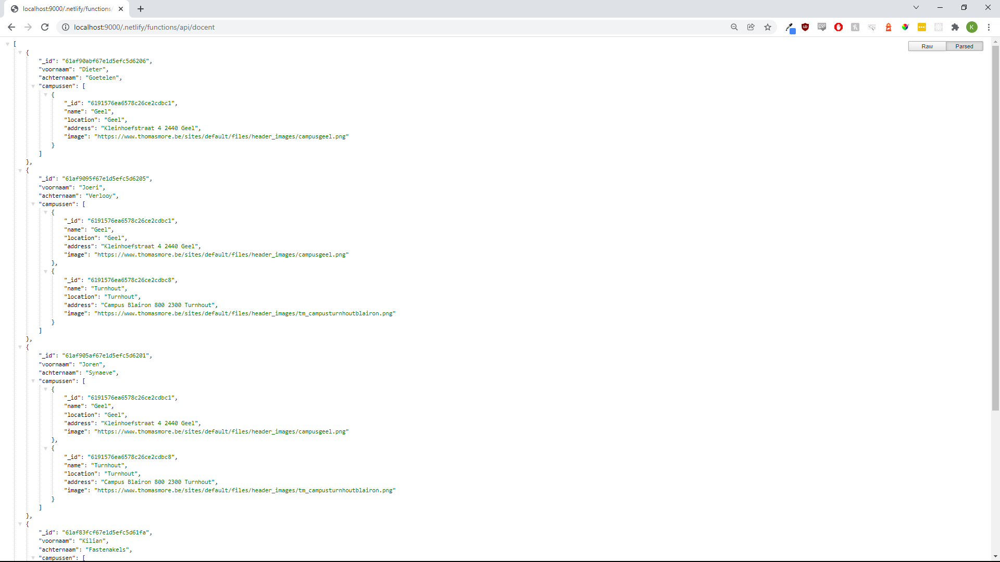 localhost:9000/.netlify/functions/
localhost:9000/.netlify/functions/api/docent
K
Raw
Parsed
[
{
"_id": "61af90abf67e1d5efc5d6206",
"voornaam": "Dieter",
"achternaam": "Goetelen",
"campussen": [
{
"_id": "6191576ea6578c26ce2cdbc1",
"name": "Geel",
"location": "Geel",
"address": "Kleinhoefstraat 4 2440 Geel",
"image": "https://www.thomasmore.be/sites/default/files/header_images/campusgeel.png"
}
]
},
{
"_id": "61af9095f67e1d5efc5d6205",
"voornaam": "Joeri",
"achternaam": "Verlooy",
"campussen": [
{
"_id": "6191576ea6578c26ce2cdbc1",
"name": "Geel",
"location": "Geel",
"address": "Kleinhoefstraat 4 2440 Geel",
"image": "https://www.thomasmore.be/sites/default/files/header_images/campusgeel.png"
},
{
"_id": "6191576ea6578c26ce2cdbc8",
"name": "Turnhout",
"location": "Turnhout",
"address": "Campus Blairon 800 2300 Turnhout",
"image": "https://www.thomasmore.be/sites/default/files/header_images/tm_campusturnhoutblairon.png"
}
]
},
{
"_id": "61af905af67e1d5efc5d6201",
"voornaam": "Joren",
"achternaam": "Synaeve",
"campussen": [
{
"_id": "6191576ea6578c26ce2cdbc1",
"name": "Geel",
"location": "Geel",
"address": "Kleinhoefstraat 4 2440 Geel",
"image": "https://www.thomasmore.be/sites/default/files/header_images/campusgeel.png"
},
{
"_id": "6191576ea6578c26ce2cdbc8",
"name": "Turnhout",
"location": "Turnhout",
"address": "Campus Blairon 800 2300 Turnhout",
"image": "https://www.thomasmore.be/sites/default/files/header_images/tm_campusturnhoutblairon.png"
}
]
},
{
"_id": "61af83fcf67e1d5efc5d61fa",
"voornaam": "Kilian",
"achternaam": "Fastenakels",
"campussen": [